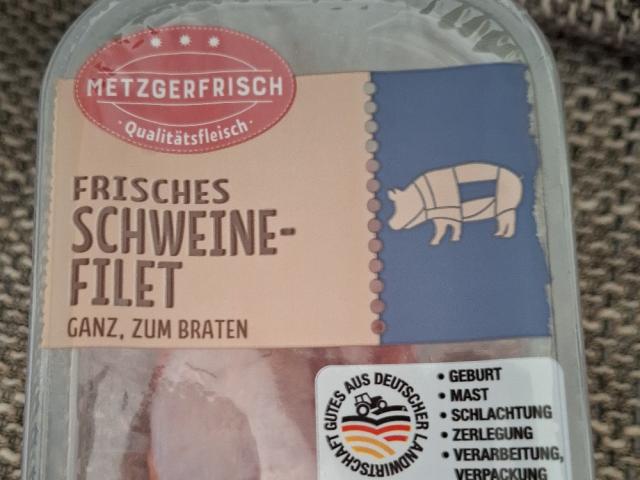 METZGERFRISCH
· Qualitätsfleisch ·
FRISCHES
SCHWEINE-
FILET
GANZ, ZUM BRATEN
GUTES AUS DEUTSCHER LANDWIRTSCHAFT
• GEBURT
• MAST
• SCHLACHTUNG
• ZERLEGUNG
• VERARBEITUNG,
VERPACKUNG